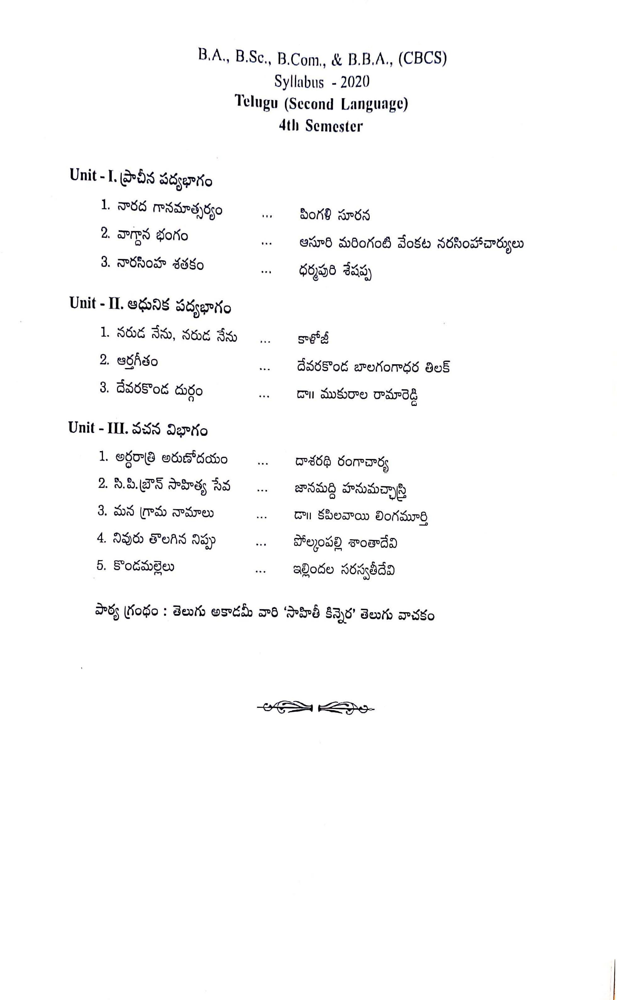 B.A., B.Sc., B.Com., & B.B.A., (CBCS)
Syllabus - 2020
Telugu (Second Language)
4th Semester
Unit - I. ప్రాచీన పద్యభాగం
1. నారద గానమాత్సర్యం ... పింగళి సూరన
2. వాగ్దాన భంగం ... ఆసూరి మరింగంటి వేంకట నరసింహాచార్యులు
3. నారసింహ శతకం ... ధర్మపురి శేషప్ప
Unit - II. ఆధునిక పద్యభాగం
1. నరుడ నేను, నరుడ నేను ... కాళోజీ
2. ఆర్తగీతం ... దేవరకొండ బాలగంగాధర తిలక్
3. దేవరకొండ దుర్గం ... డా॥ ముకురాల రామారెడ్డి
Unit - III. వచన విభాగం
1. అర్ధరాత్రి అరుణోదయం ... దాశరథి రంగాచార్య
2. సి.పి.బ్రౌన్ సాహిత్య సేవ ... జానమద్ది హనుమచ్ఛాస్త్రి
3. మన గ్రామ నామాలు ... డా॥ కపిలవాయి లింగమూర్తి
4. నివురు తొలగిన నిప్పు ... పోల్కంపల్లి శాంతాదేవి
5. కొండమల్లెలు ... ఇల్లిందల సరస్వతీదేవి
పాఠ్య గ్రంథం : తెలుగు అకాడమీ వారి ‘సాహితీ కిన్నెర’ తెలుగు వాచకం